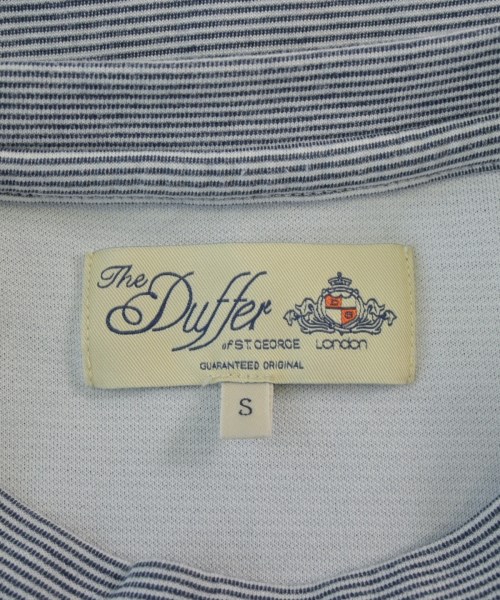 The
Duffer
of ST. GEORGE London
GUARANTEED ORIGINAL
S